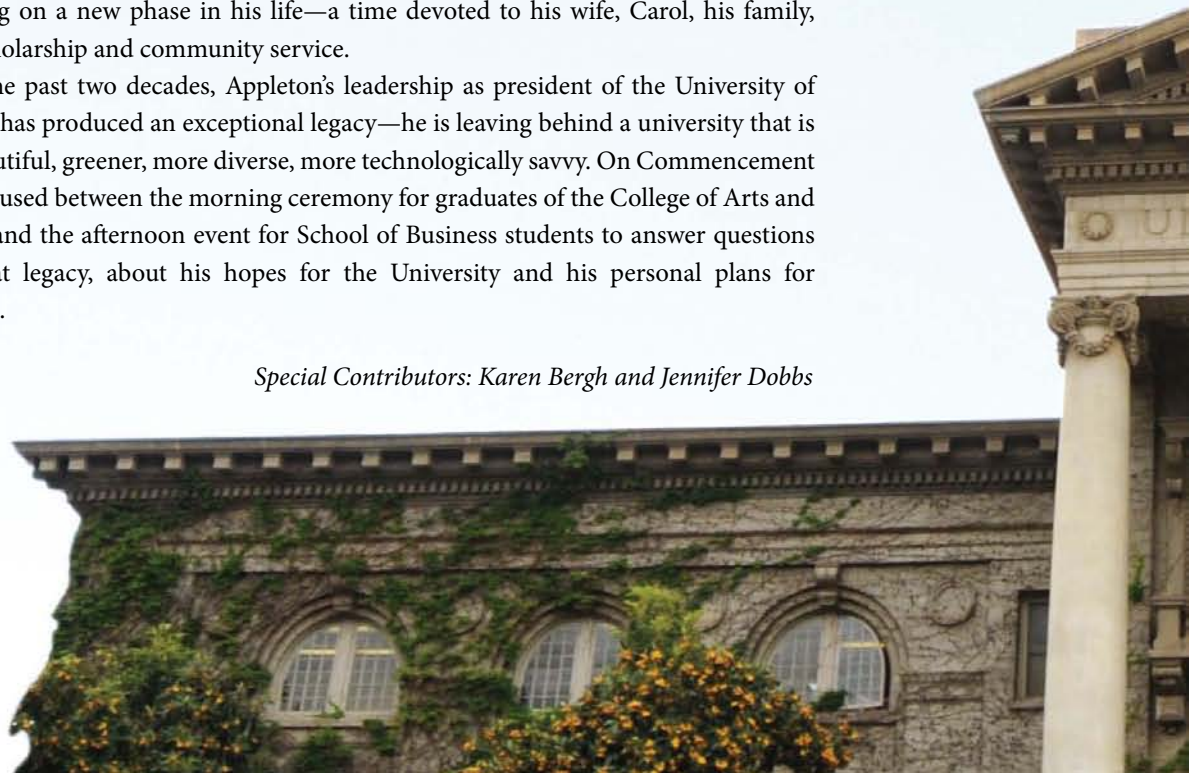 g on a new phase in his life—a time devoted to his wife, Carol, his family,
olarship and community service.
he past two decades, Appleton’s leadership as president of the University of
has produced an exceptional legacy—he is leaving behind a university that is
utiful, greener, more diverse, more technologically savvy. On Commencement
used between the morning ceremony for graduates of the College of Arts and
and the afternoon event for School of Business students to answer questions
at legacy, about his hopes for the University and his personal plans for
.
Special Contributors: Karen Bergh and Jennifer Dobbs
U